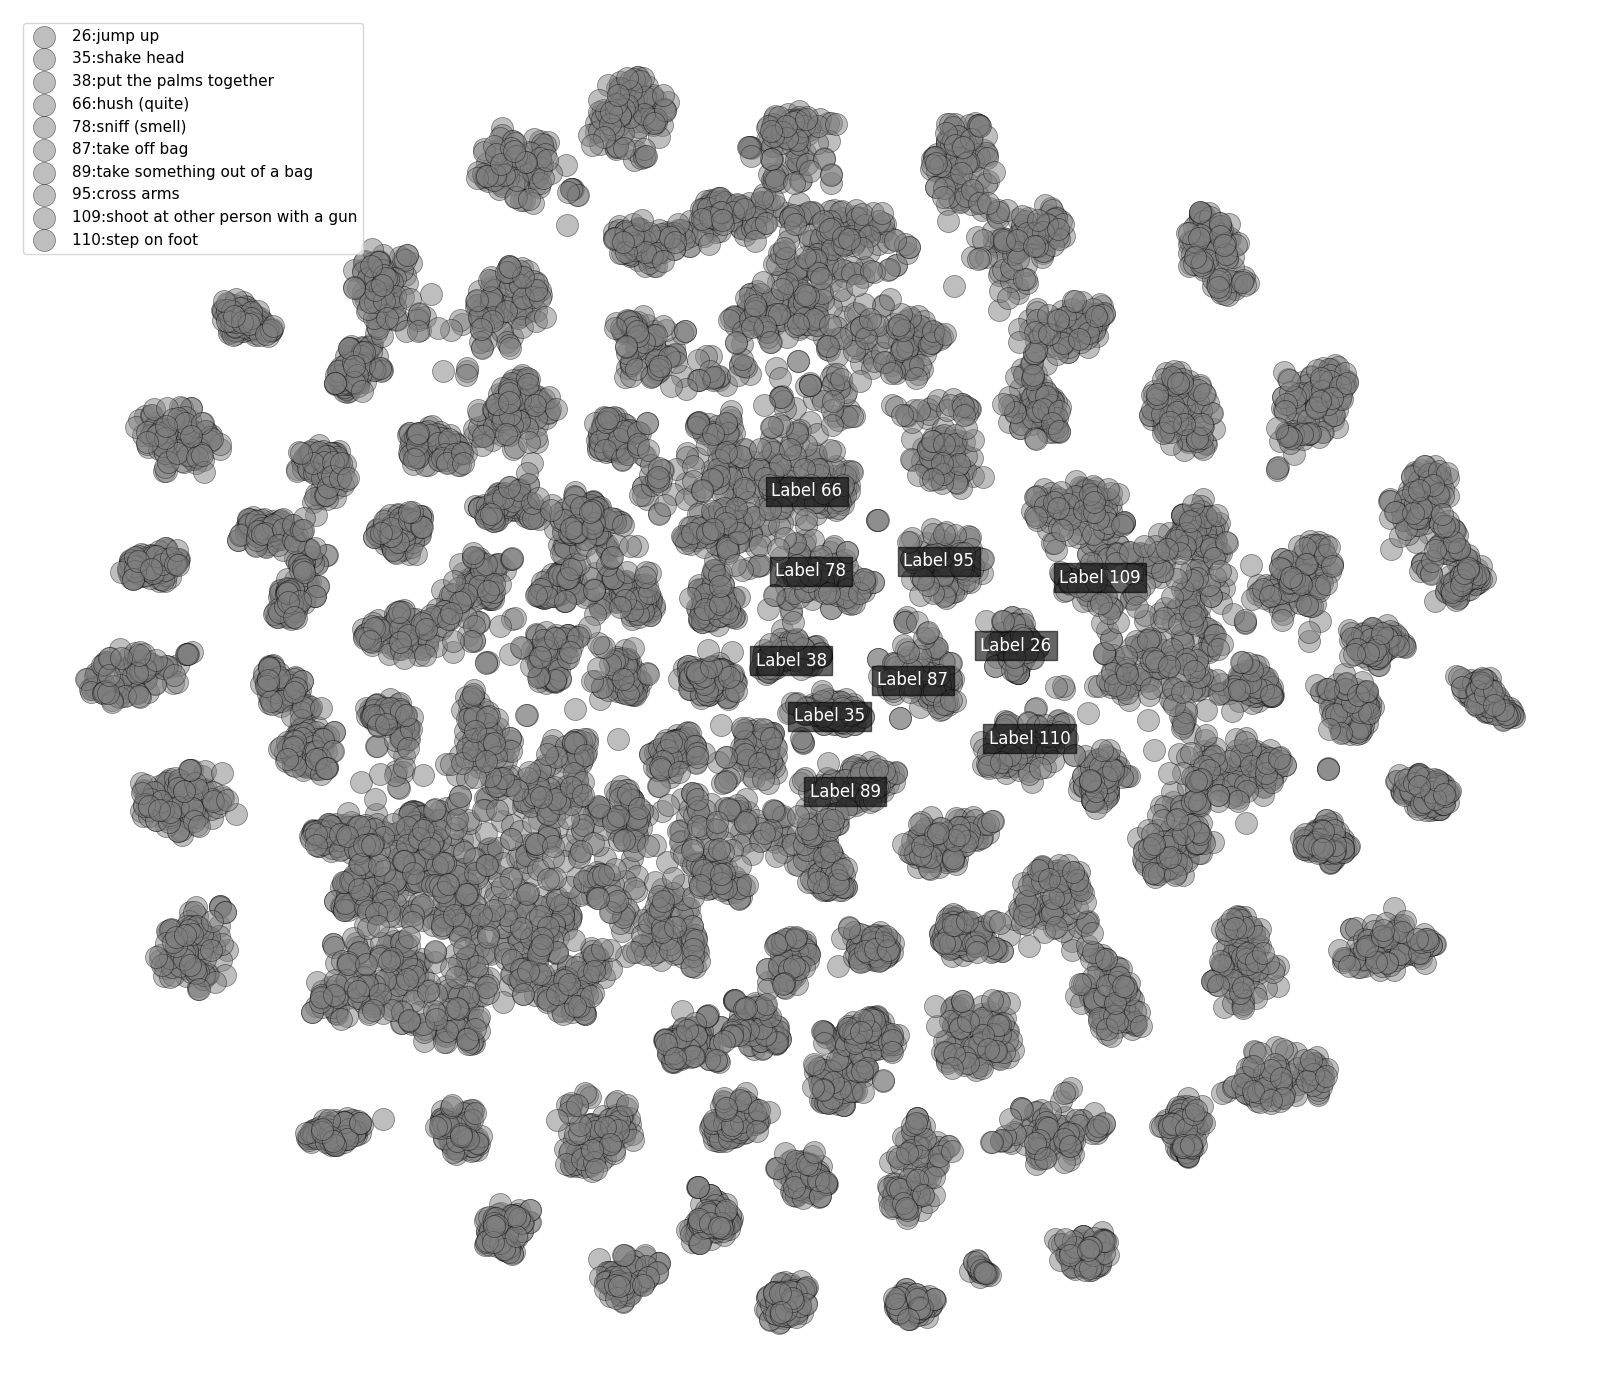 26:jump up
35:shake head
38:put the palms together
66:hush (quite)
78:sniff (smell)
87:take off bag
89:take something out of a bag
95:cross arms
109:shoot at other person with a gun
110:step on foot
Label 66
Label 95
Label 78
Label 109
Label 26
Label 38
Label 87
Label 35
Label 110
Label 89